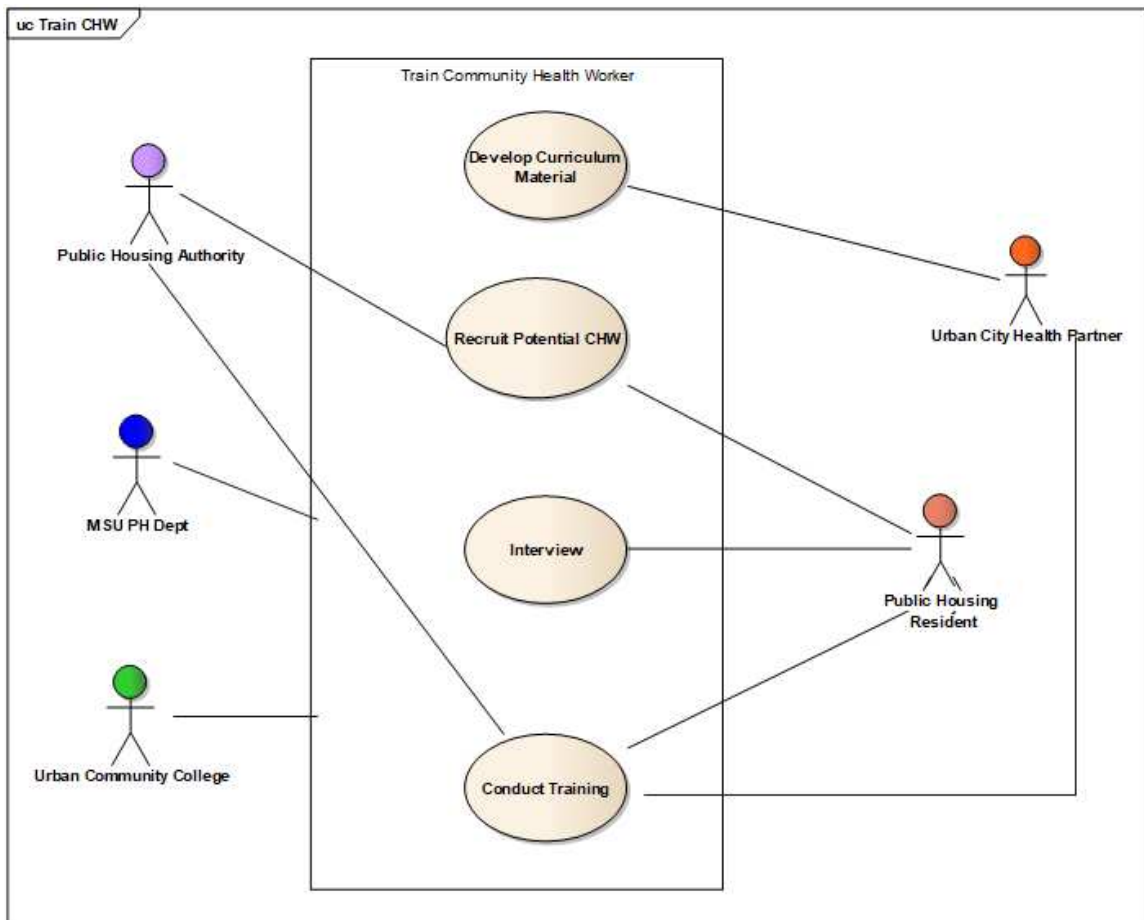 uc Train CHW
Train Community Health Worker
Develop Curriculum
Material
Public Housing Authority
Urban City Health Partner
Recruit Potential CHW
MSU PH Dept
Interview
Public Housing
Resident
Urban Community College
Conduct Training